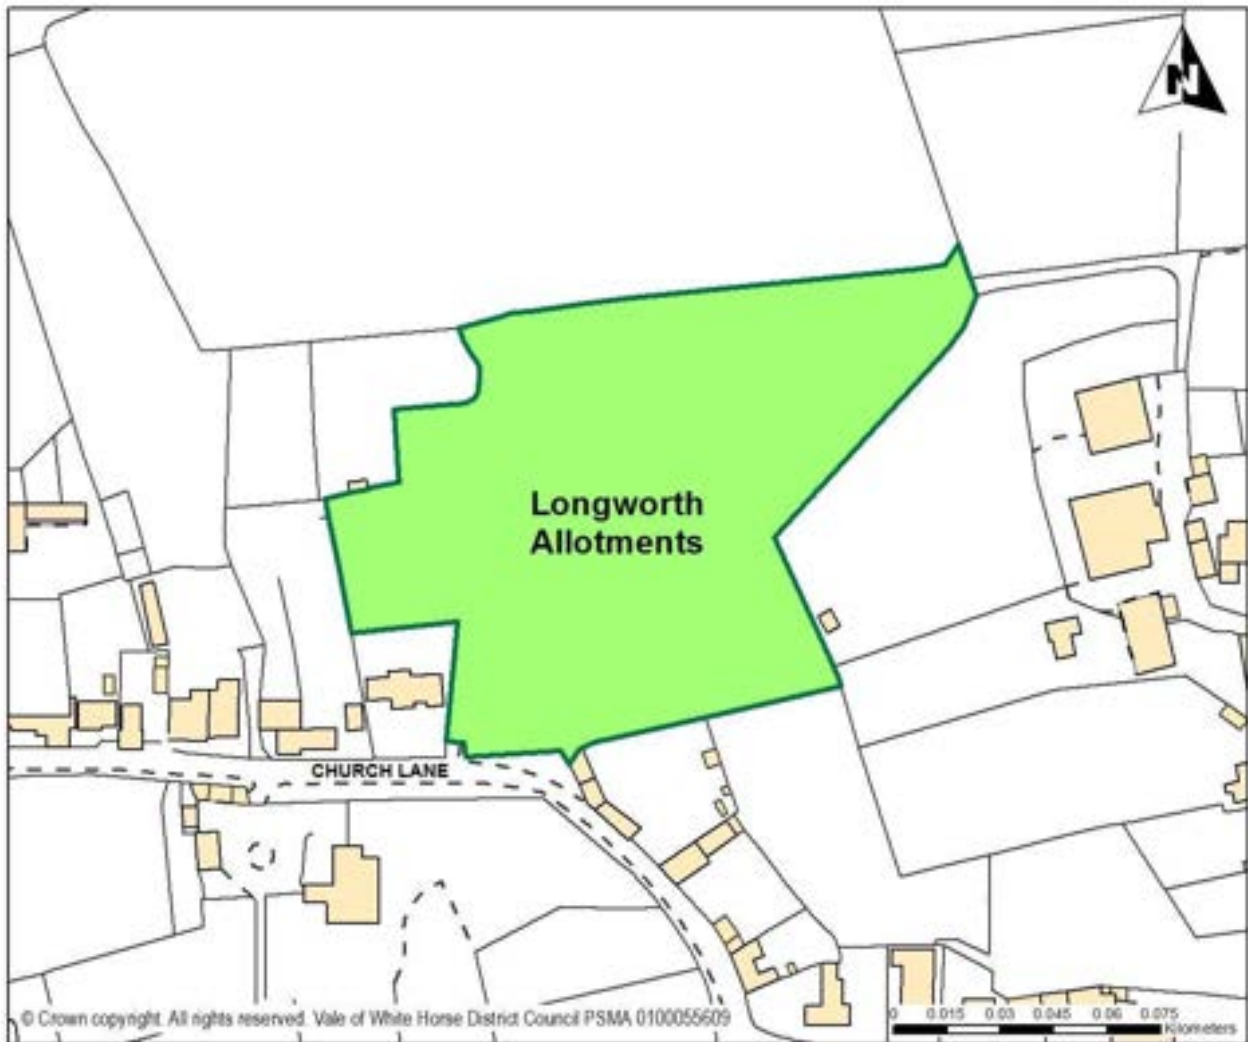 N
Longworth
Allotments
CHURCH LANE
© Crown copyright. All rights reserved. Vale of White Horse District Council PSMA 0100055609
0 0.015 0.03 0.045 0.06 0.075
Kilometers